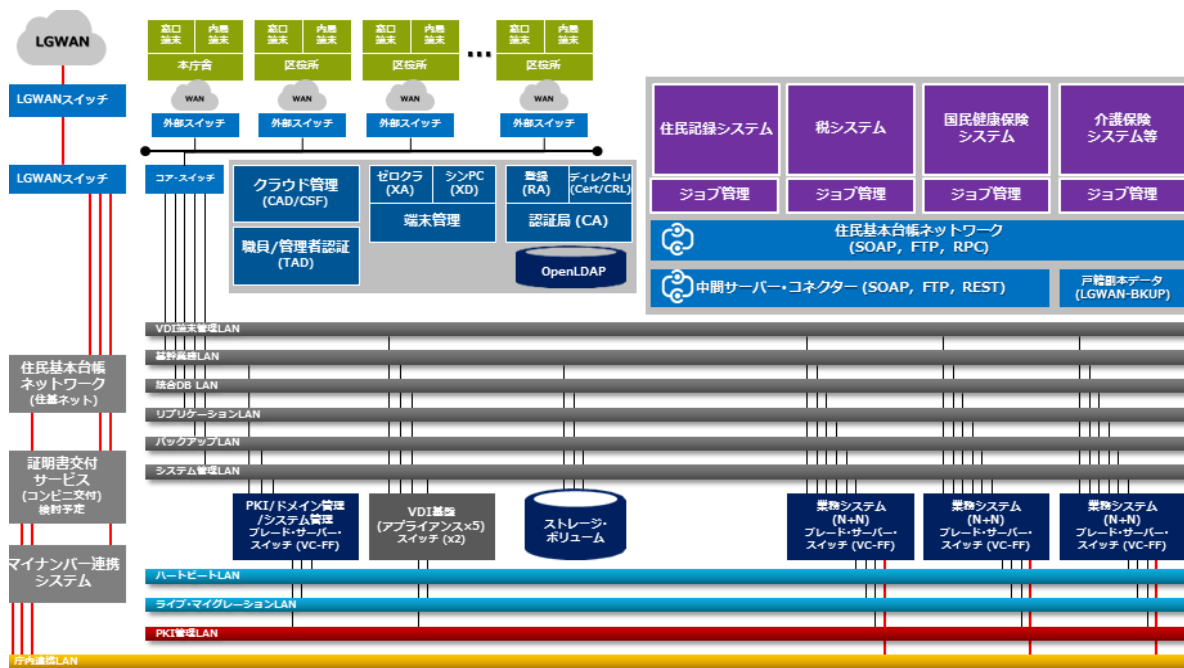 LGWAN
LGWANスイッチ
LGWANスイッチ
窓口
端末
内部
端末
本庁舎
WAN
外部スイッチ
窓口
端末
内部
端末
区役所
WAN
外部スイッチ
窓口
端末
内部
端末
区役所
WAN
外部スイッチ
...
窓口
端末
内部
端末
区役所
WAN
外部スイッチ
コア・スイッチ
クラウド管理
(CAD/CSF)
職員/管理者認証
(TAD)
ゼロクラ
(XA)
シンPC
(XD)
端末管理
登録
(RA)
ディレクトリ
(Cert/CRL)
認証局 (CA)
OpenLDAP
住民記録システム
税システム
国民健康保険
システム
介護保険
システム等
ジョブ管理
ジョブ管理
ジョブ管理
ジョブ管理
住民基本台帳ネットワーク
(SOAP, FTP, RPC)
中間サーバー・コネクター (SOAP, FTP, REST)
戸籍副本データ
(LGWAN-BKUP)
VDI端末管理LAN
基幹業務LAN
統合DB LAN
リプリケーションLAN
バックアップLAN
システム管理LAN
住民基本台帳
ネットワーク
(住基ネット)
証明書交付
サービス
(コンビニ交付)
検討予定
マイナンバー連携
システム
PKI/ドメイン管理
/システム管理
ブレード・サーバー・
スイッチ (VC-FF)
VDI基盤
(アプライアンス×5)
スイッチ (x2)
ストレージ・
ボリューム
業務システム
(N+N)
ブレード・サーバー・
スイッチ (VC-FF)
業務システム
(N+N)
ブレード・サーバー・
スイッチ (VC-FF)
業務システム
(N+N)
ブレード・サーバー・
スイッチ (VC-FF)
ハートビートLAN
ライブ・マイグレーションLAN
PKI管理LAN
庁内連携LAN